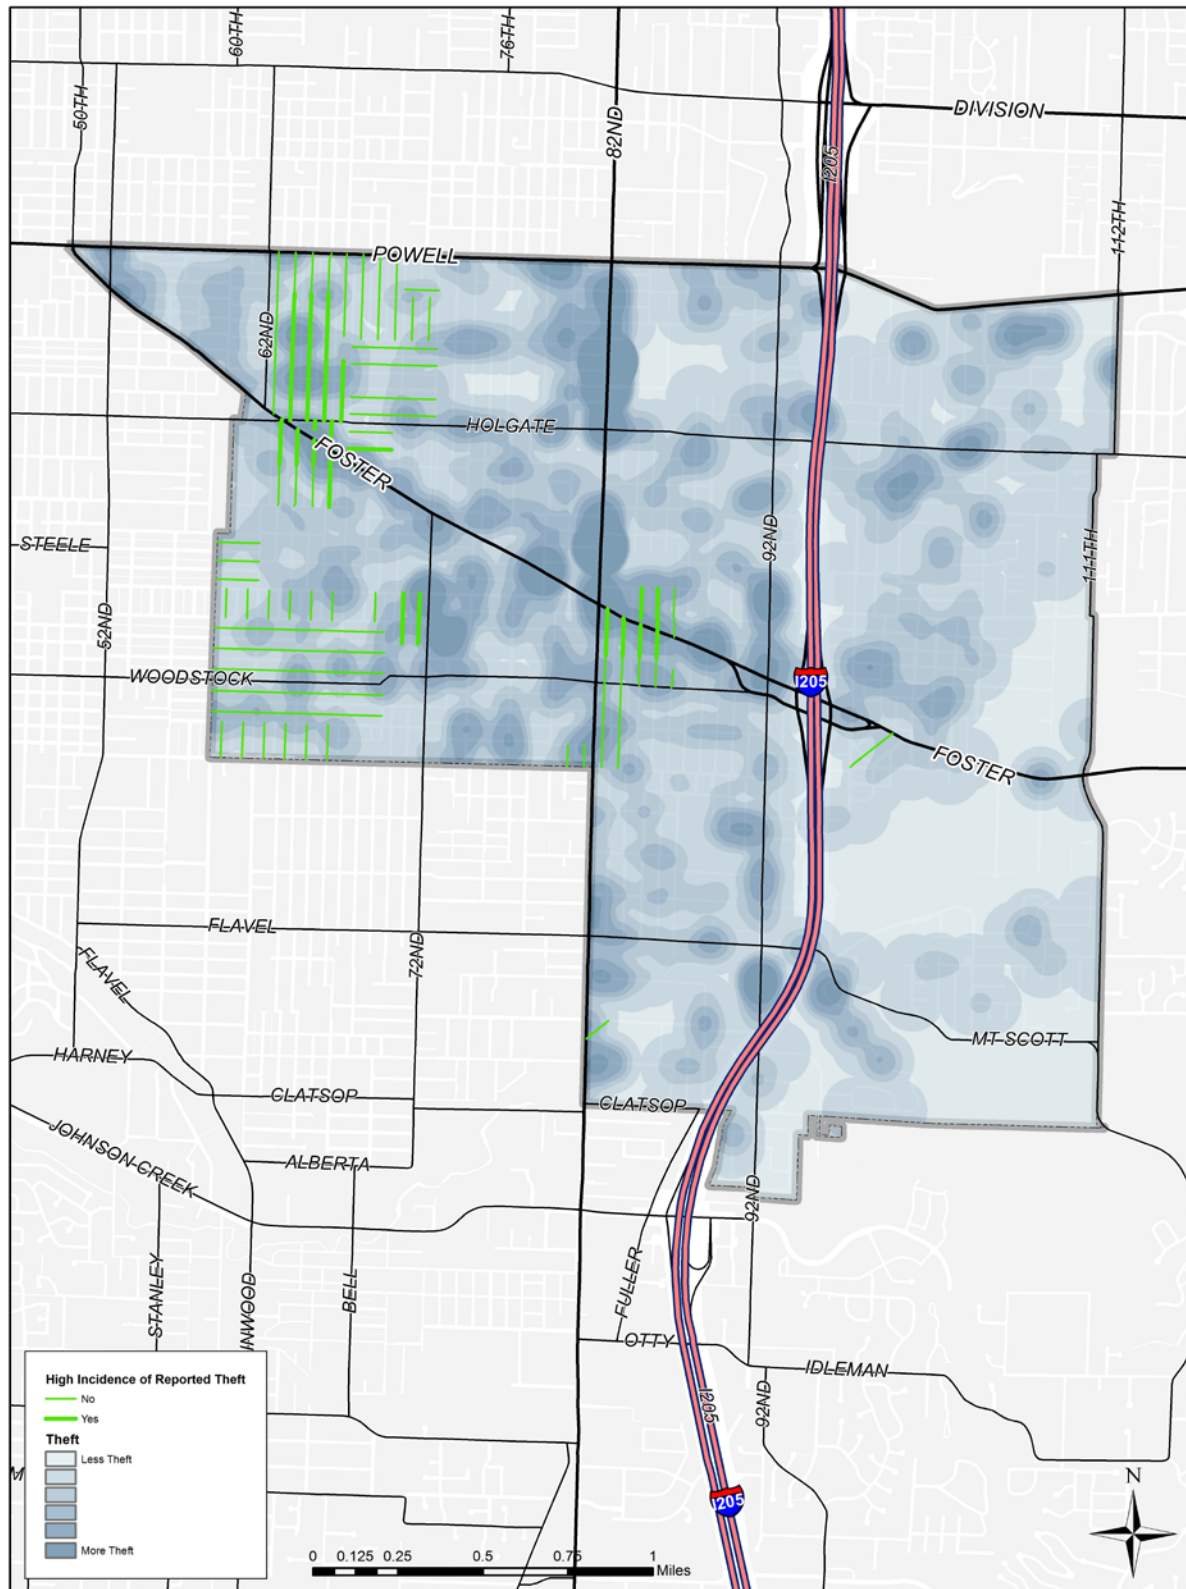 60TH
76TH
50TH
82ND
DIVISION
I205
112TH
POWELL
62ND
HOLGATE
FOSTER
STEELE
92ND
111TH
52ND
WOODSTOCK
I205
FOSTER
FLAVEL
72ND
FLAVEL
MT SCOTT
HARNEY
CLATSOP
CLATSOP
JOHNSON CREEK
ALBERTA
92ND
STANLEY
INWOOD
BELL
FULLER
OTTY
IDLEMAN
I205
92ND
High Incidence of Reported Theft
No
Yes
Theft
Less Theft
More Theft
M
N
I205
0 0.125 0.25 0.5 0.75 1
Miles